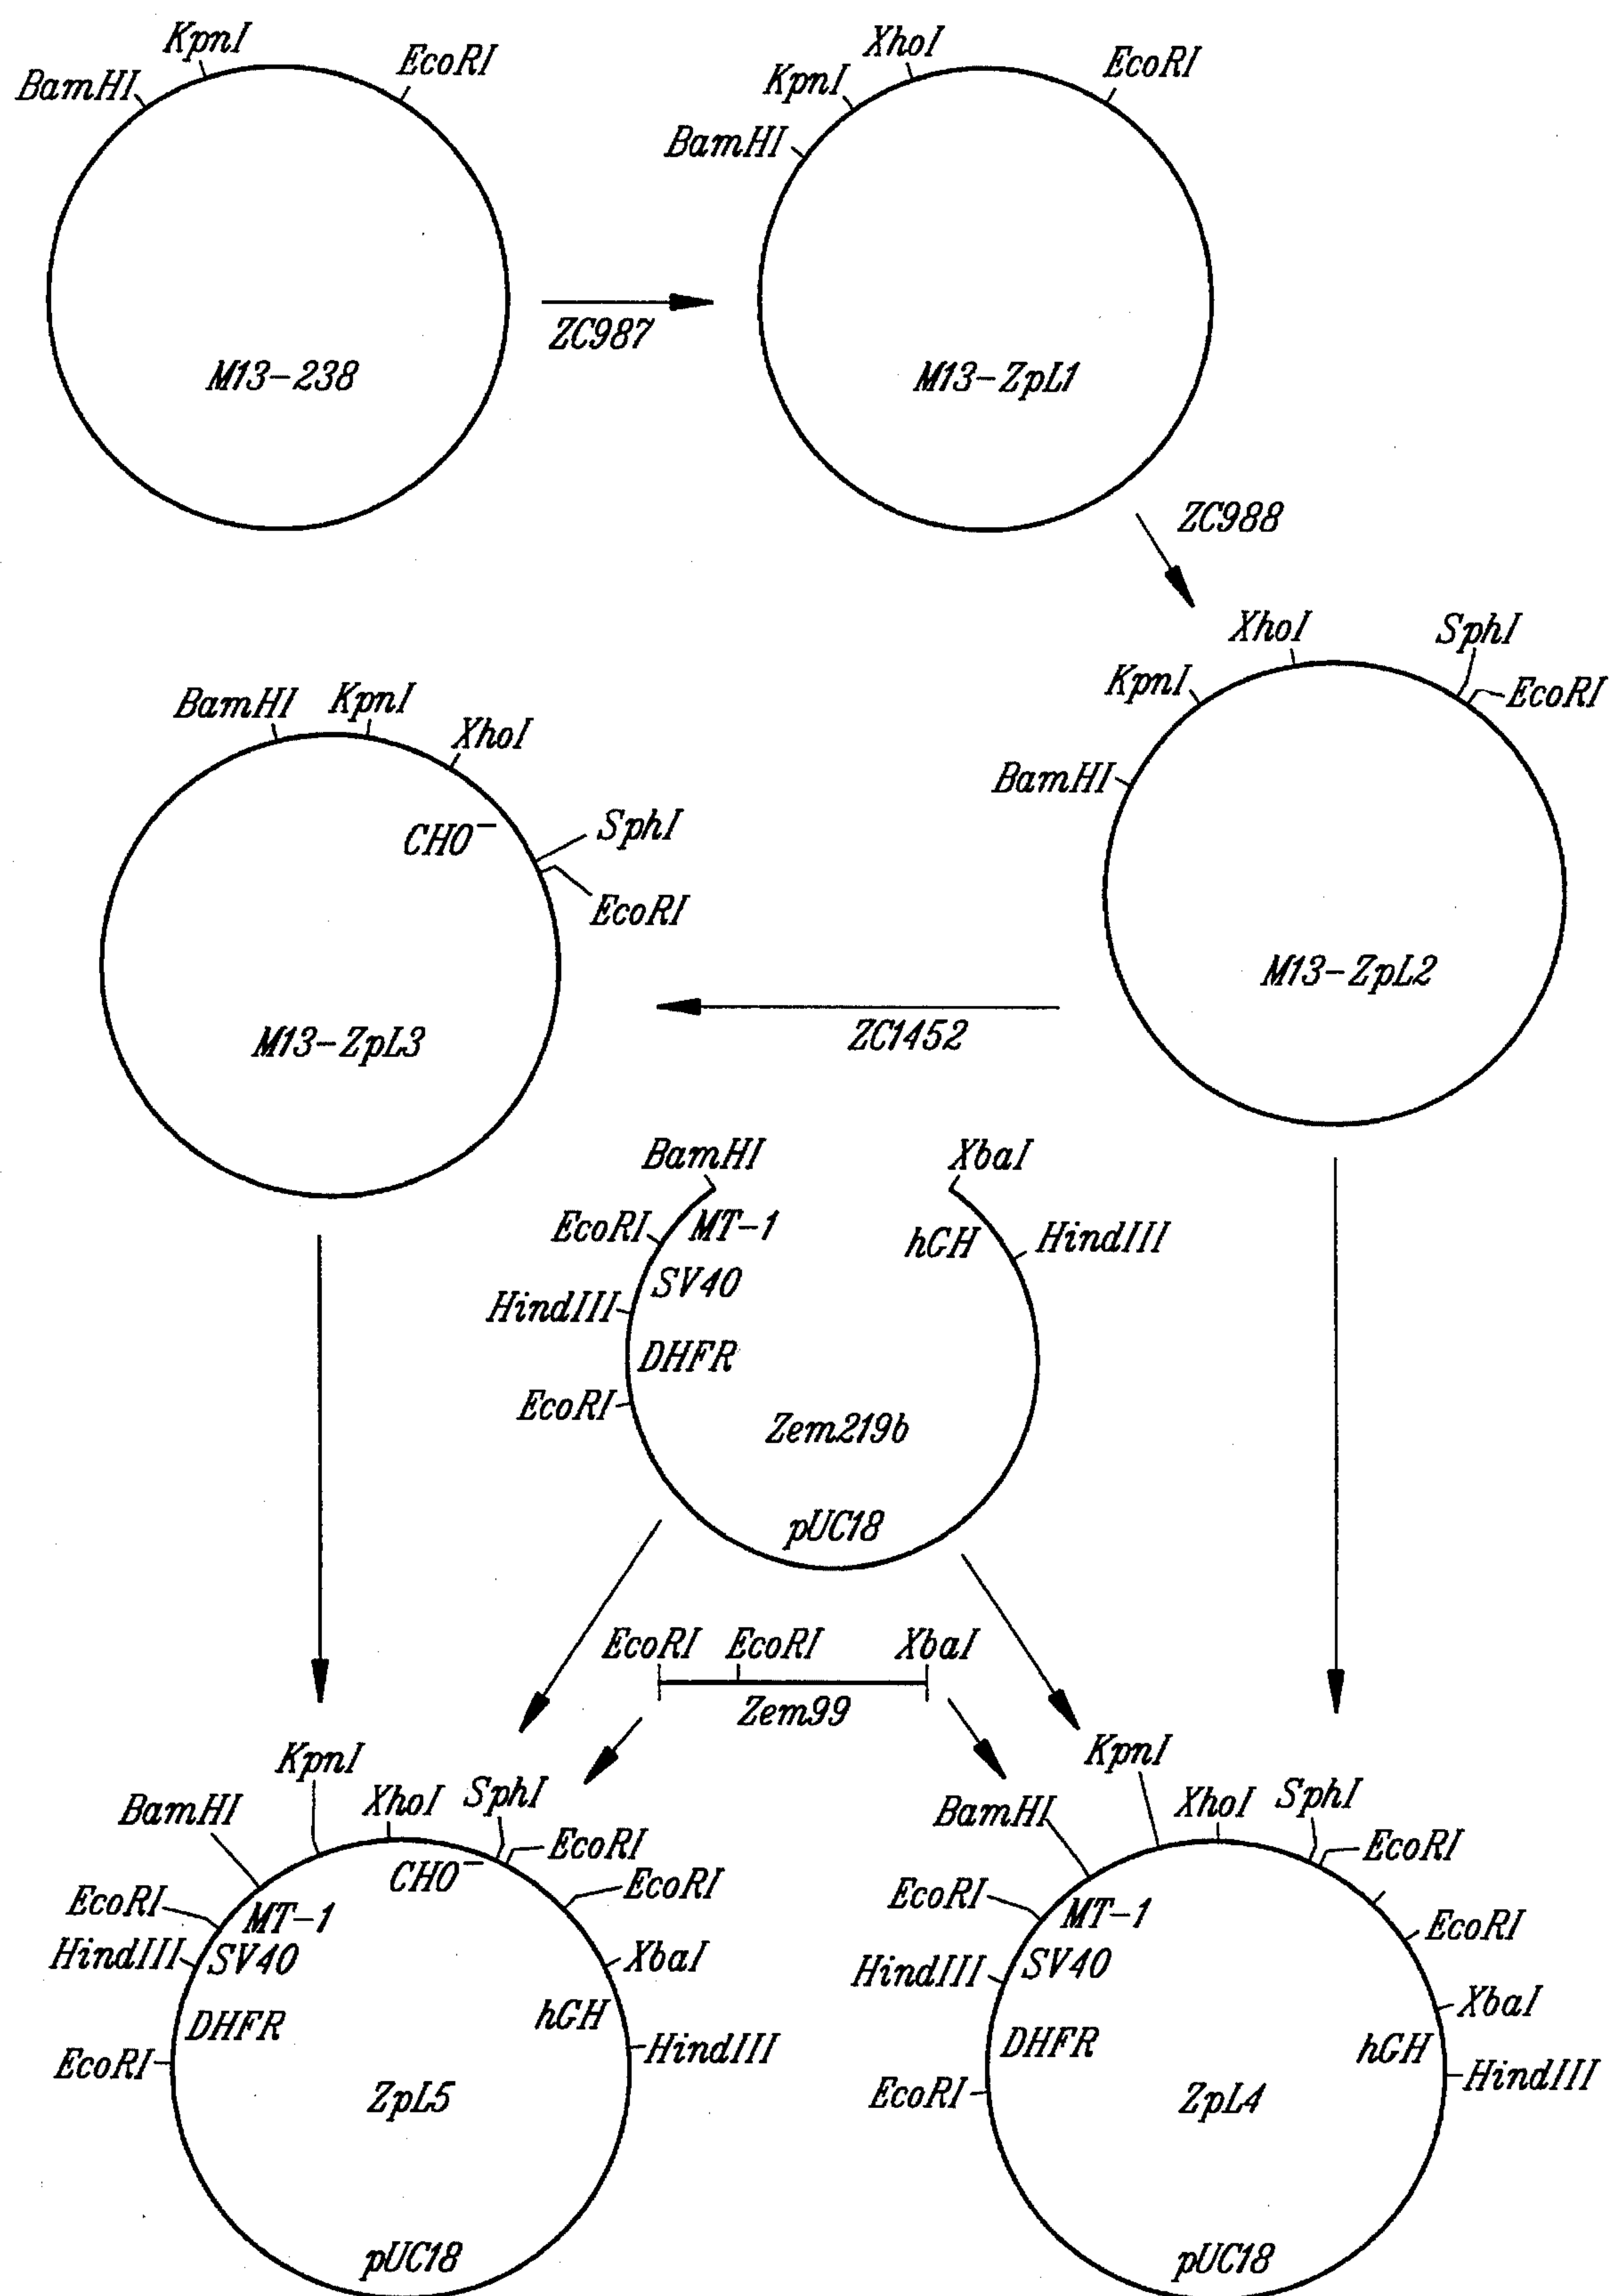 KpnI
BamHI
EcoRI
M13-238
ZC987
XhoI
KpnI
EcoRI
BamHI
M13-ZpL1
ZC988
XhoI
SphI
KpnI
EcoRI
BamHI
M13-ZpL2
BamHI
KpnI
XhoI
CHO⁻
SphI
EcoRI
M13-ZpL3
ZC1452
BamHI
XbaI
EcoRI
MT-1
hGH
HindIII
SV40
HindIII
DHFR
EcoRI
Zem219b
pUC18
EcoRI EcoRI XbaI
Zem99
KpnI
BamHI
XhoI
SphI
EcoRI
CHO⁻
EcoRI
EcoRI
MT-1
HindIII
SV40
XbaI
hGH
DHFR
HindIII
EcoRI
ZpL5
pUC18
KpnI
BamHI
XhoI
SphI
EcoRI
EcoRI
MT-1
EcoRI
HindIII
SV40
XbaI
DHFR
hGH
HindIII
EcoRI
ZpL4
pUC18